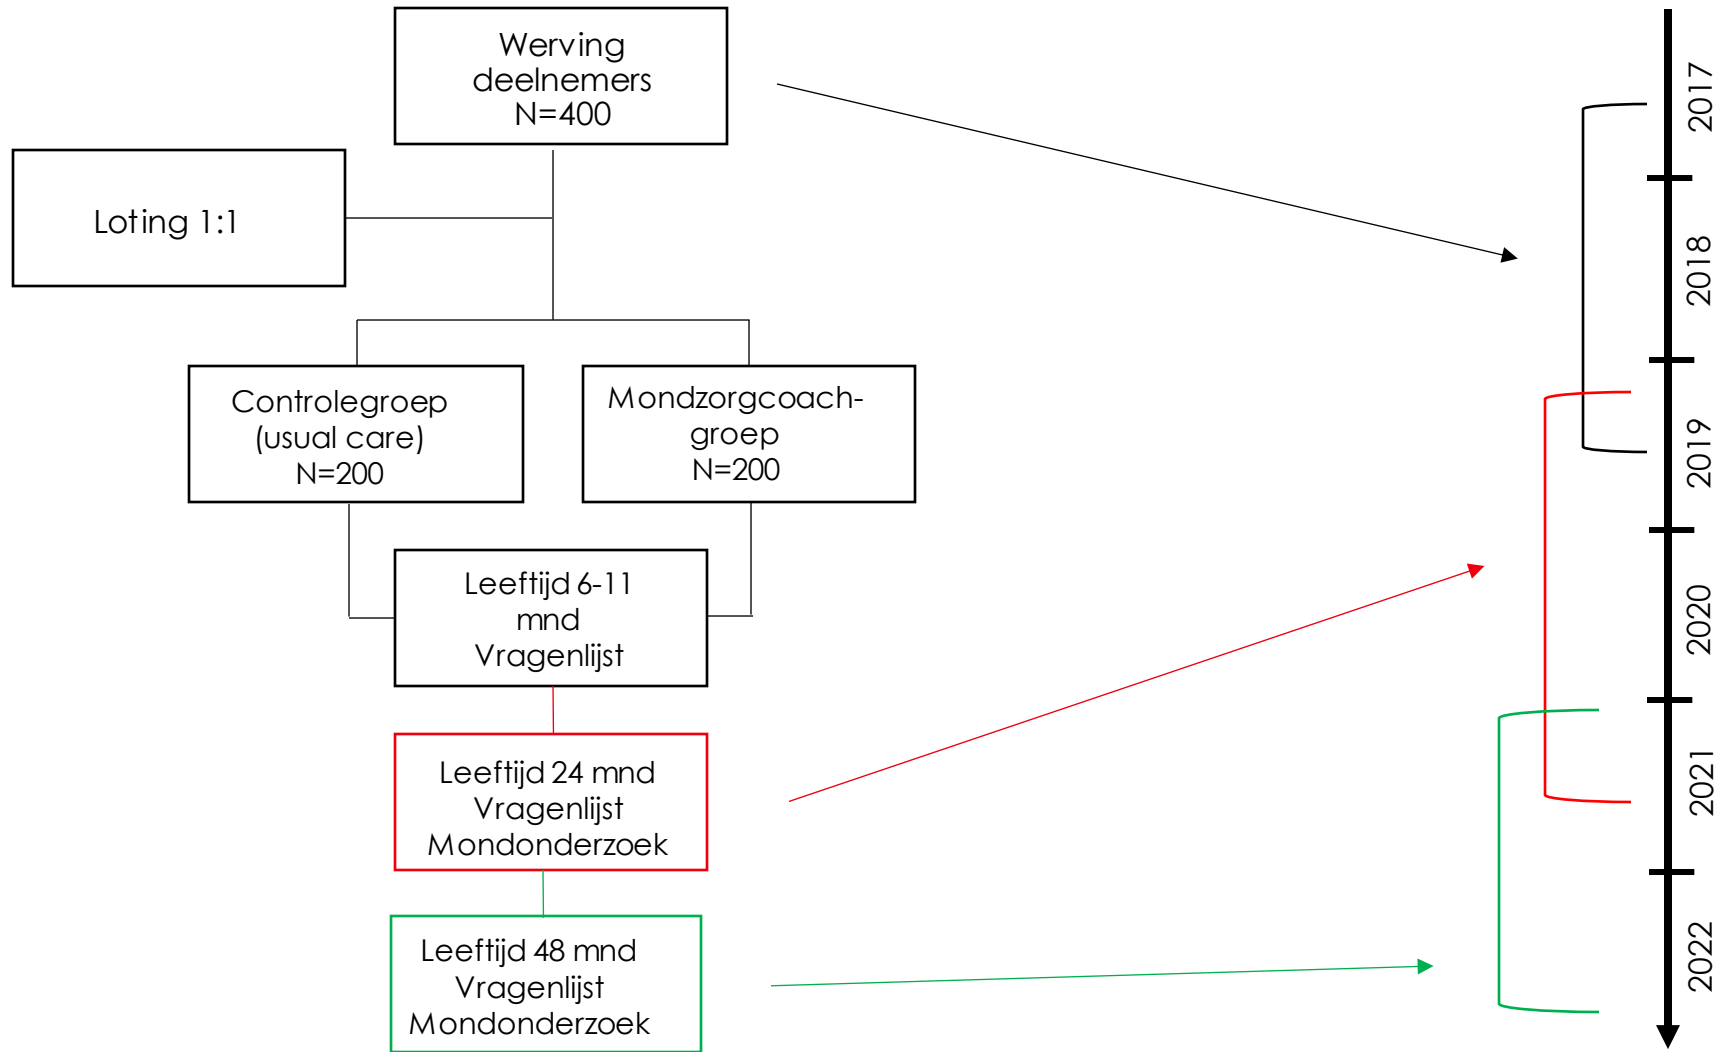 Werving
deelnemers
N=400
Loting 1:1
Controlegroep
(usual care)
N=200
Mondzorgcoach-
groep
N=200
Leeftijd 6-11
mnd
Vragenlijst
Leeftijd 24 mnd
Vragenlijst
Mondonderzoek
Leeftijd 48 mnd
Vragenlijst
Mondonderzoek
2017
2018
2019
2020
2021
2022